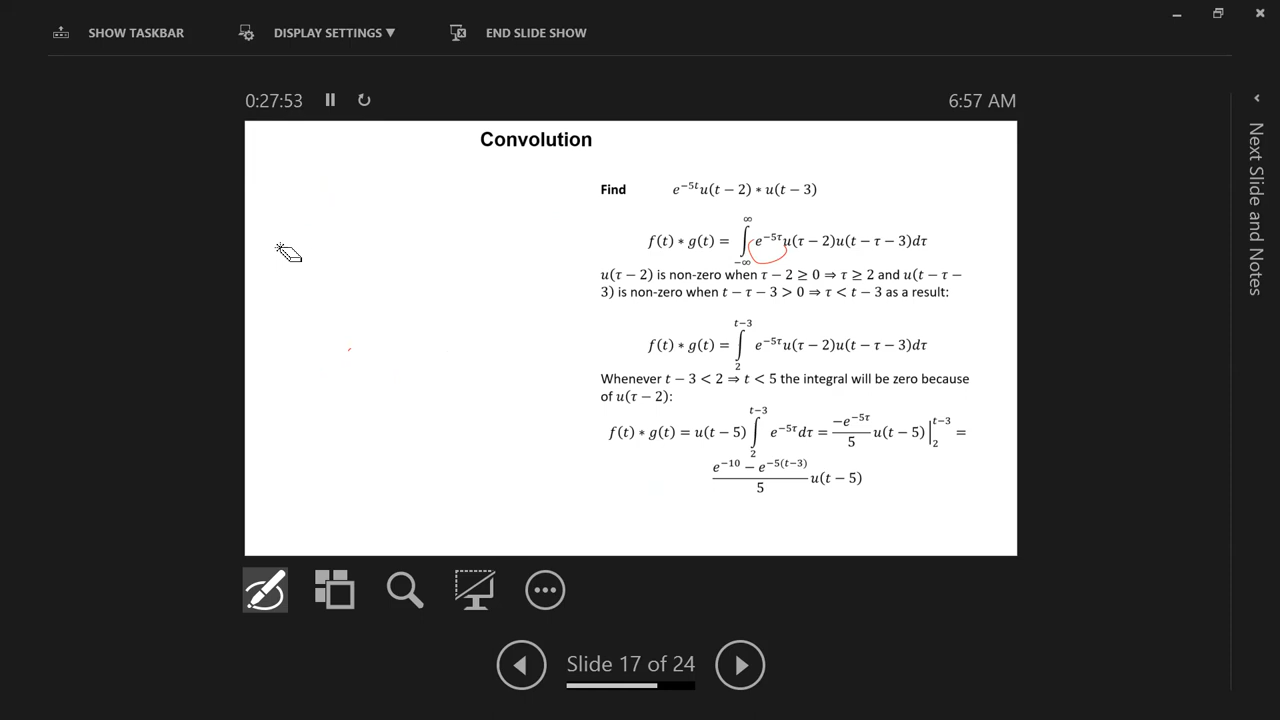 SHOW TASKBAR DISPLAY SETTINGS ▼ END SLIDE SHOW
0:27:53 6:57 AM
Convolution
Find e^{−5t}u(t − 2) ∗ u(t − 3)
f(t) ∗ g(t) = ∫_{−∞}^{∞} e^{−5τ}u(τ − 2)u(t − τ − 3)dτ
u(τ − 2) is non-zero when τ − 2 ≥ 0 ⇒ τ ≥ 2 and u(t − τ −
3) is non-zero when t − τ − 3 > 0 ⇒ τ < t − 3 as a result:
f(t) ∗ g(t) = ∫_{2}^{t−3} e^{−5τ}u(τ − 2)u(t − τ − 3)dτ
Whenever t − 3 < 2 ⇒ t < 5 the integral will be zero because
of u(τ − 2):
f(t) ∗ g(t) = u(t − 5) ∫_{2}^{t−3} e^{−5τ}dτ = \frac{−e^{−5τ}}{5} u(t − 5)|_{2}^{t−3} =
\frac{e^{−10} − e^{−5(t−3)}}{5} u(t − 5)
Slide 17 of 24
Next Slide and Notes